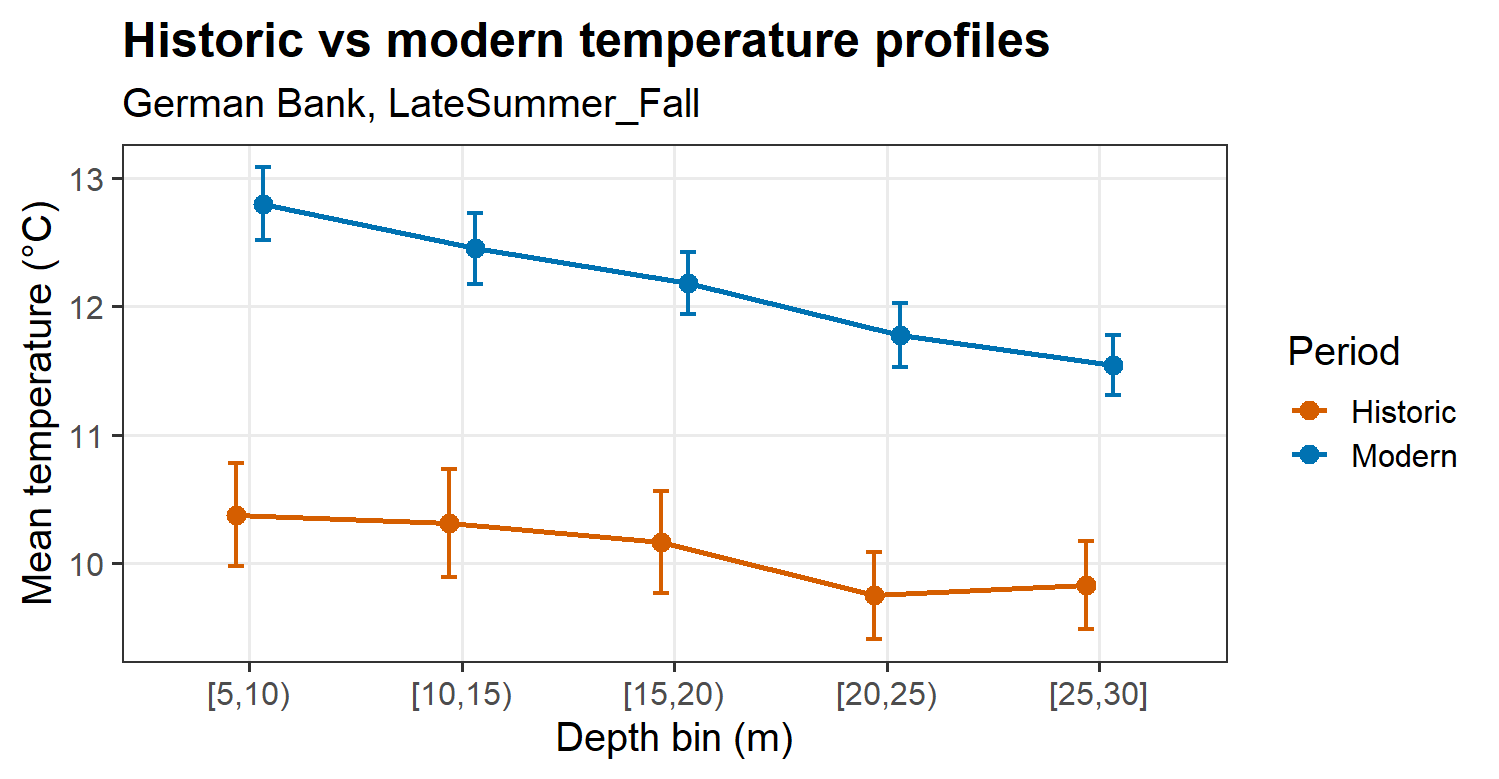 Historic vs modern temperature profiles
German Bank, LateSummer_Fall
Mean temperature (°C)
13
12
11
10
[5,10)
[10,15)
[15,20)
[20,25)
[25,30]
Depth bin (m)
Period
Historic
Modern